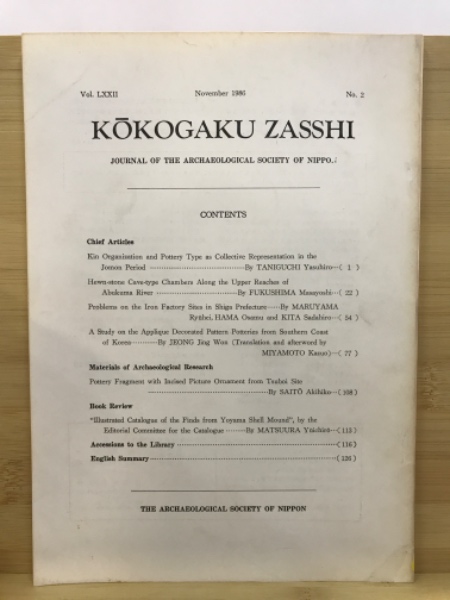 Vol. LXXII November 1986 No. 2
KŌKOGAKU ZASSHI
JOURNAL OF THE ARCHAEOLOGICAL SOCIETY OF NIPPON
CONTENTS
Chief Articles
Kin Organization and Pottery Type as Collective Representation in the
Jomon Period ················By TANIGUCHI Yasuhiro···( 1 )
Hewn-stone Cave-type Chambers Along the Upper Reaches of
Abukuma River ················By FUKUSHIMA Masayoshi···( 22 )
Problems on the Iron Factory Sites in Shiga Prefecture······By MARUYAMA
Ryūhei, HAMA Osamu and KITA Sadahiro···( 54 )
A Study on the Applique Decorated Pattern Potteries from Southern Coast
of Korea············By JEONG Jing Won (Translation and afterword by
MIYAMOTO Kazuo)···( 77 )
Materials of Archaeological Research
Pottery Fragment with Incised Picture Ornament from Tsuboi Site
················By SAITŌ Akihiko···(108)
Book Review
"Illustrated Catalogue of the Finds from Yoyama Shell Mound", by the
Editorial Committee for the Catalogue ········By MATSUURA Yūichirō···(113)
Accessions to the Library ················(116)
English Summary················(126)
THE ARCHAEOLOGICAL SOCIETY OF NIPPON